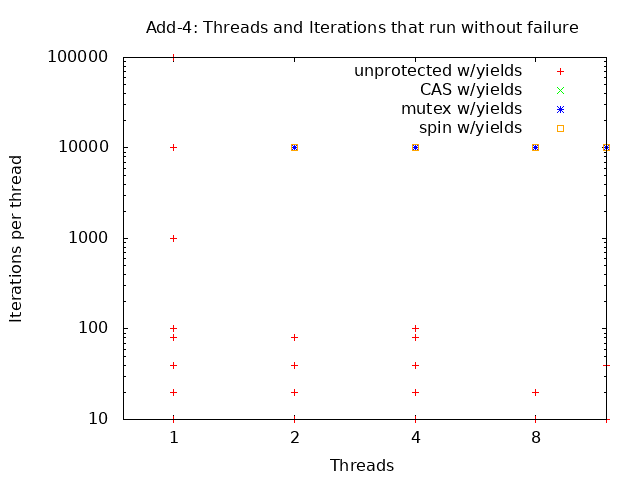 Add-4: Threads and Iterations that run without failure
100000
unprotected w/yields
CAS w/yields
mutex w/yields
spin w/yields
10000
Iterations per thread
1000
100
10
1 2 4 8
Threads